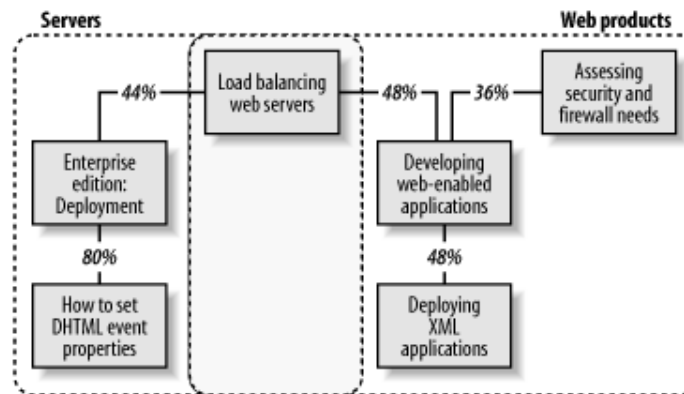 Servers
Web products
44%
Load balancing
web servers
48%
36%
Assessing
security and
firewall needs
Enterprise
edition:
Deployment
Developing
web-enabled
applications
80%
48%
How to set
DHTML event
properties
Deploying
XML
applications